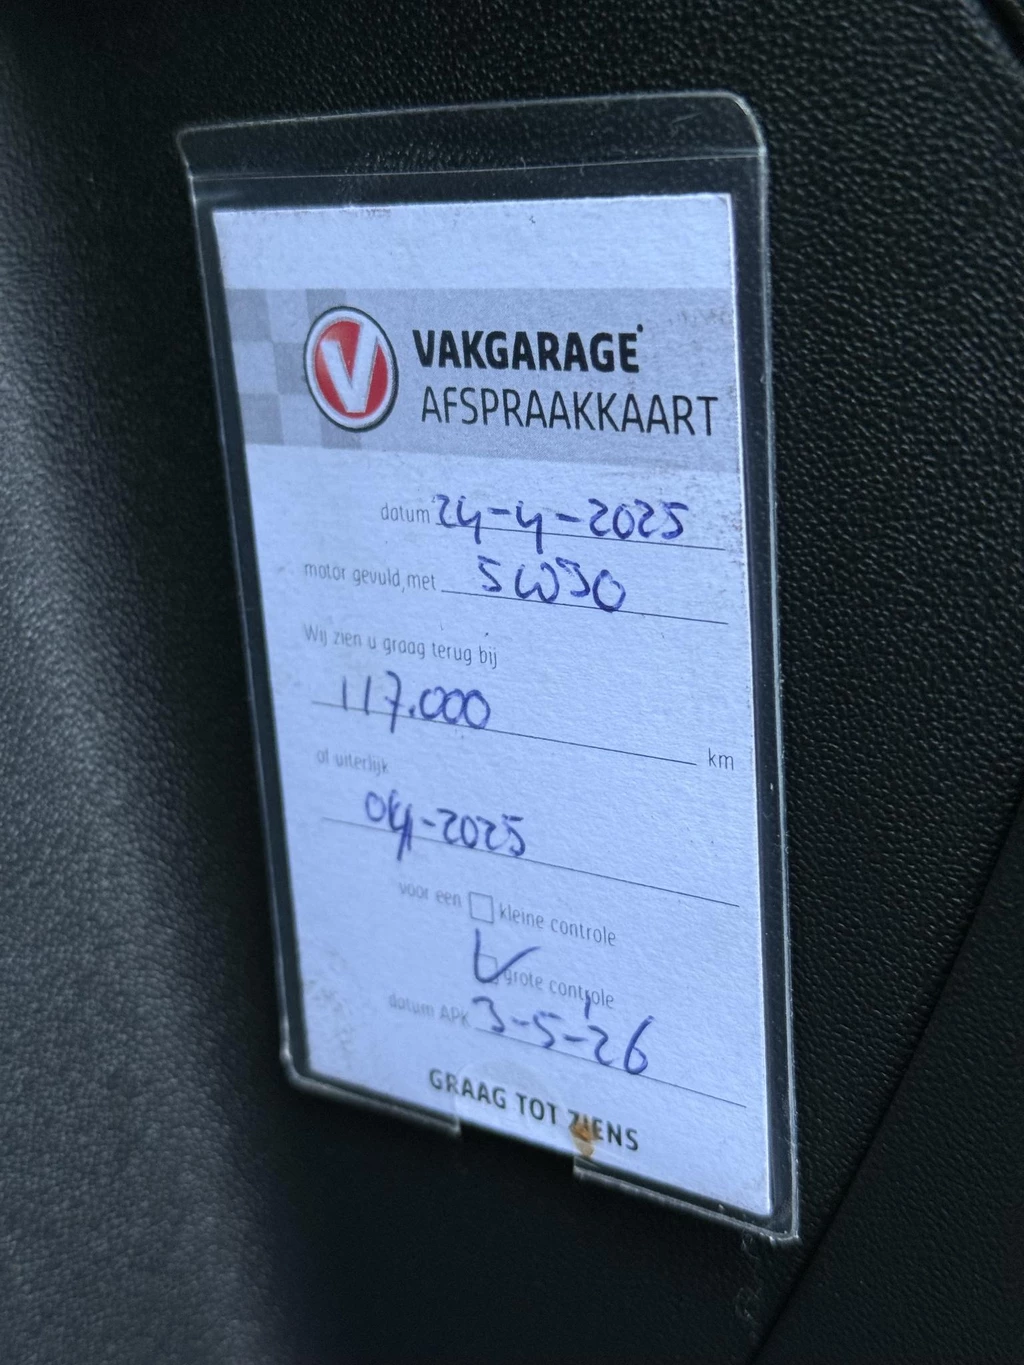 V
VAKGARAGE
AFSPRAAKKAART
datum 24-4-2025
motor gevuld met 5W30
Wij zien u graag terug bij
117.000 km
of uiterlijk
04-2025
voor een kleine controle
grote controle
datum APK 3-5-26
GRAAG TOT ZIENS